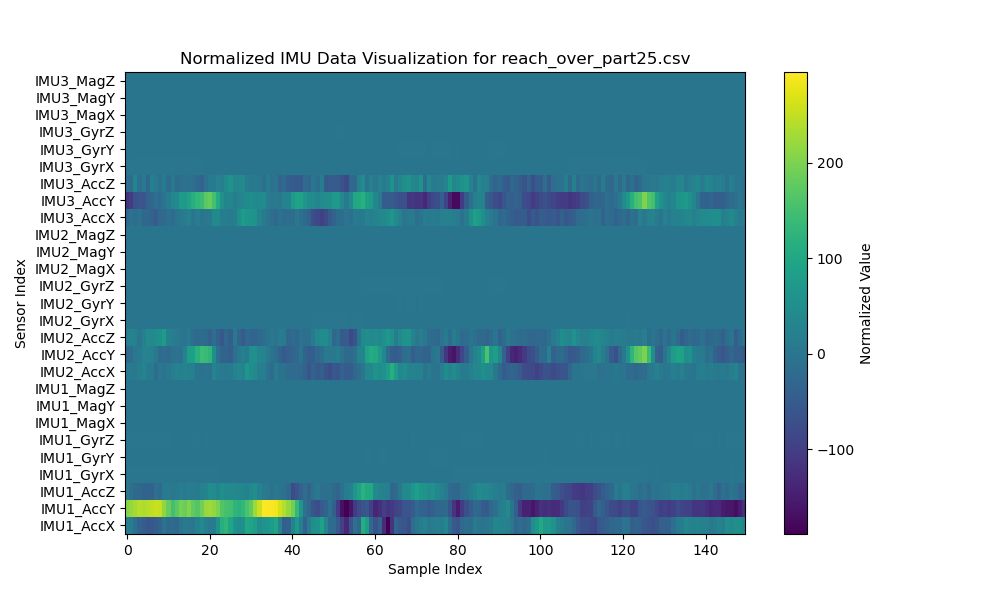 Normalized IMU Data Visualization for reach_over_part25.csv
IMU3_MagZ
IMU3_MagY
IMU3_MagX
IMU3_GyrZ
IMU3_GyrY
IMU3_GyrX
IMU3_AccZ
IMU3_AccY
IMU3_AccX
IMU2_MagZ
IMU2_MagY
IMU2_MagX
IMU2_GyrZ
IMU2_GyrY
IMU2_GyrX
IMU2_AccZ
IMU2_AccY
IMU2_AccX
IMU1_MagZ
IMU1_MagY
IMU1_MagX
IMU1_GyrZ
IMU1_GyrY
IMU1_GyrX
IMU1_AccZ
IMU1_AccY
IMU1_AccX
Sensor Index
0 20 40 60 80 100 120 140
Sample Index
200
100
0
−100
Normalized Value